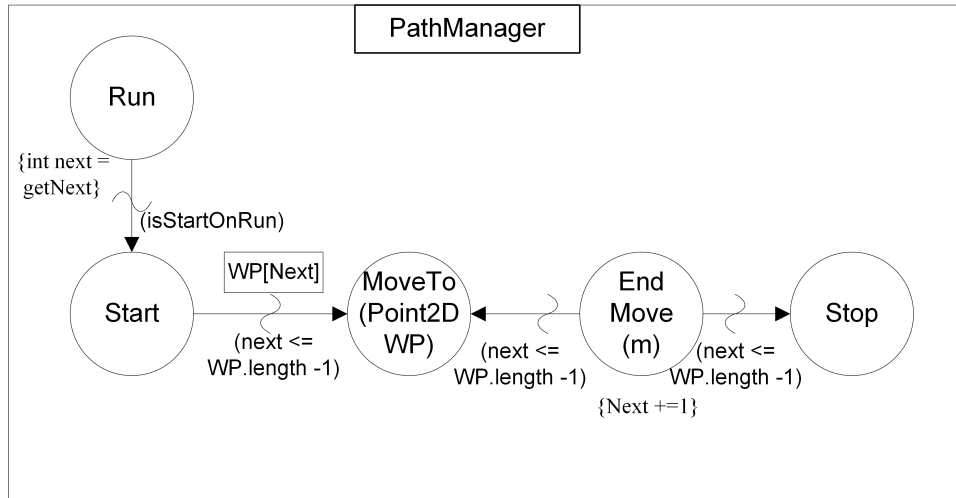 PathManager
Run
{int next =
getNext}
(isStartOnRun)
Start
WP[Next]
(next <=
WP.length -1)
MoveTo
(Point2D
WP)
(next <=
WP.length -1)
End
Move
(m)
{Next +=1}
(next <=
WP.length -1)
Stop